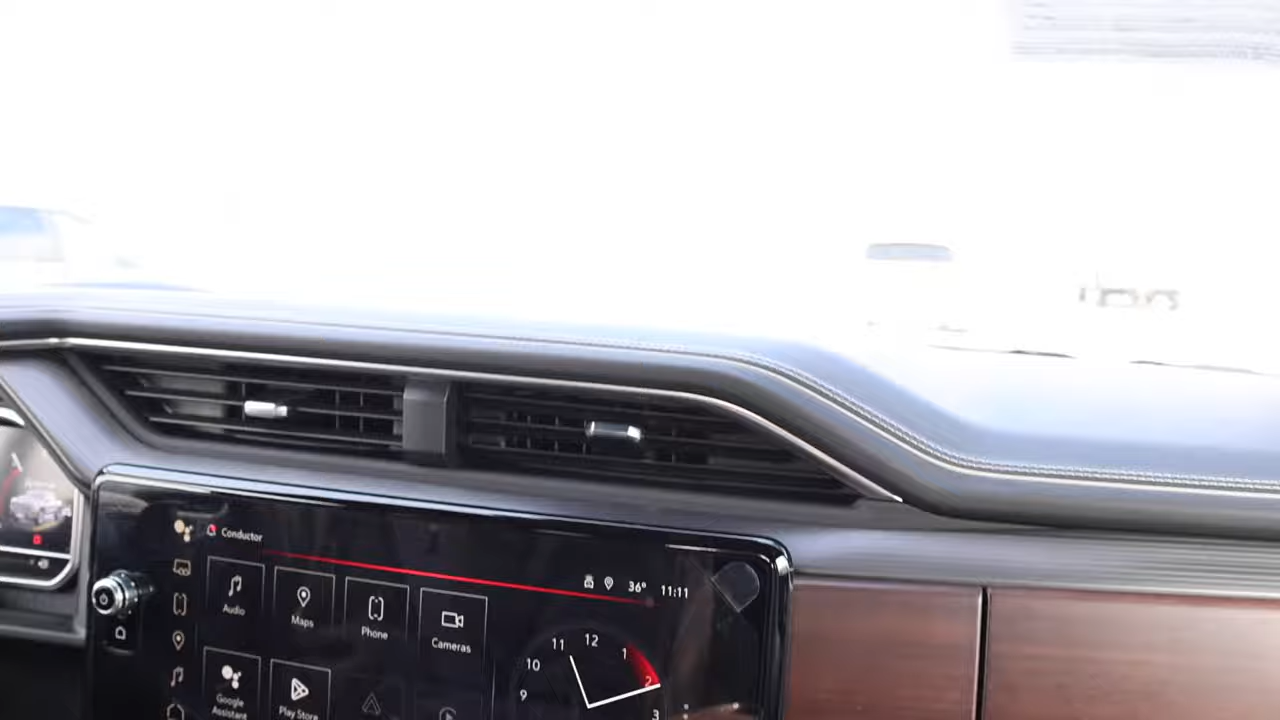 Conductor
36° 11:11
Audio
Maps
Phone
Cameras
Google
Assistant
Play Store
11 12 1
10 2
9 3